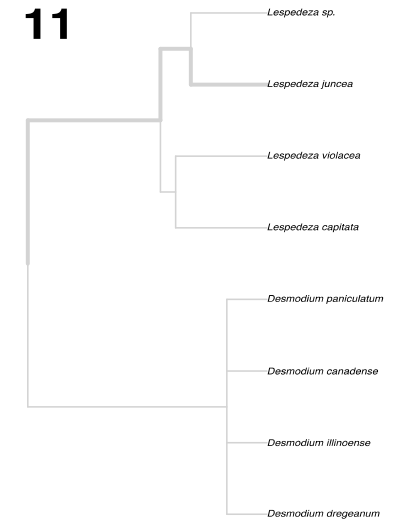 11
Lespedeza sp.
Lespedeza juncea
Lespedeza violacea
Lespedeza capitata
Desmodium paniculatum
Desmodium canadense
Desmodium illinoense
Desmodium dregeanum